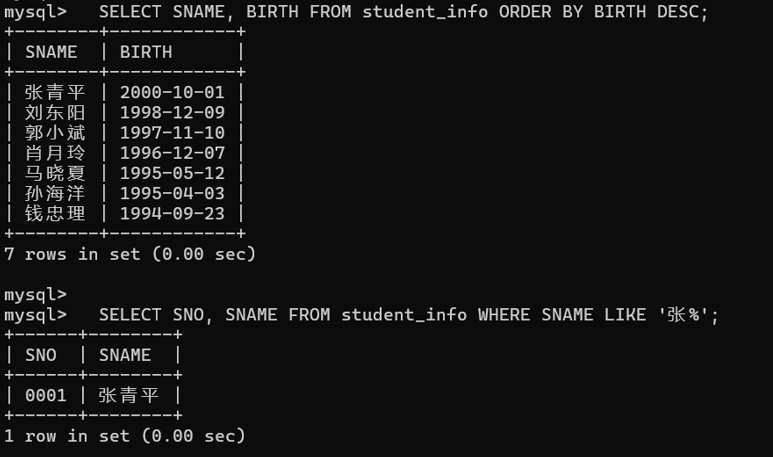 mysql>   SELECT SNAME, BIRTH FROM student_info ORDER BY BIRTH DESC;
+--------+------------+
| SNAME  | BIRTH      |
+--------+------------+
| 张青平 | 2000-10-01 |
| 刘东阳 | 1998-12-09 |
| 郭小斌 | 1997-11-10 |
| 肖月玲 | 1996-12-07 |
| 马晓夏 | 1995-05-12 |
| 孙海洋 | 1995-04-03 |
| 钱忠理 | 1994-09-23 |
+--------+------------+
7 rows in set (0.00 sec)

mysql>
mysql>   SELECT SNO, SNAME FROM student_info WHERE SNAME LIKE '张%';
+------+--------+
| SNO  | SNAME  |
+------+--------+
| 0001 | 张青平 |
+------+--------+
1 row in set (0.00 sec)